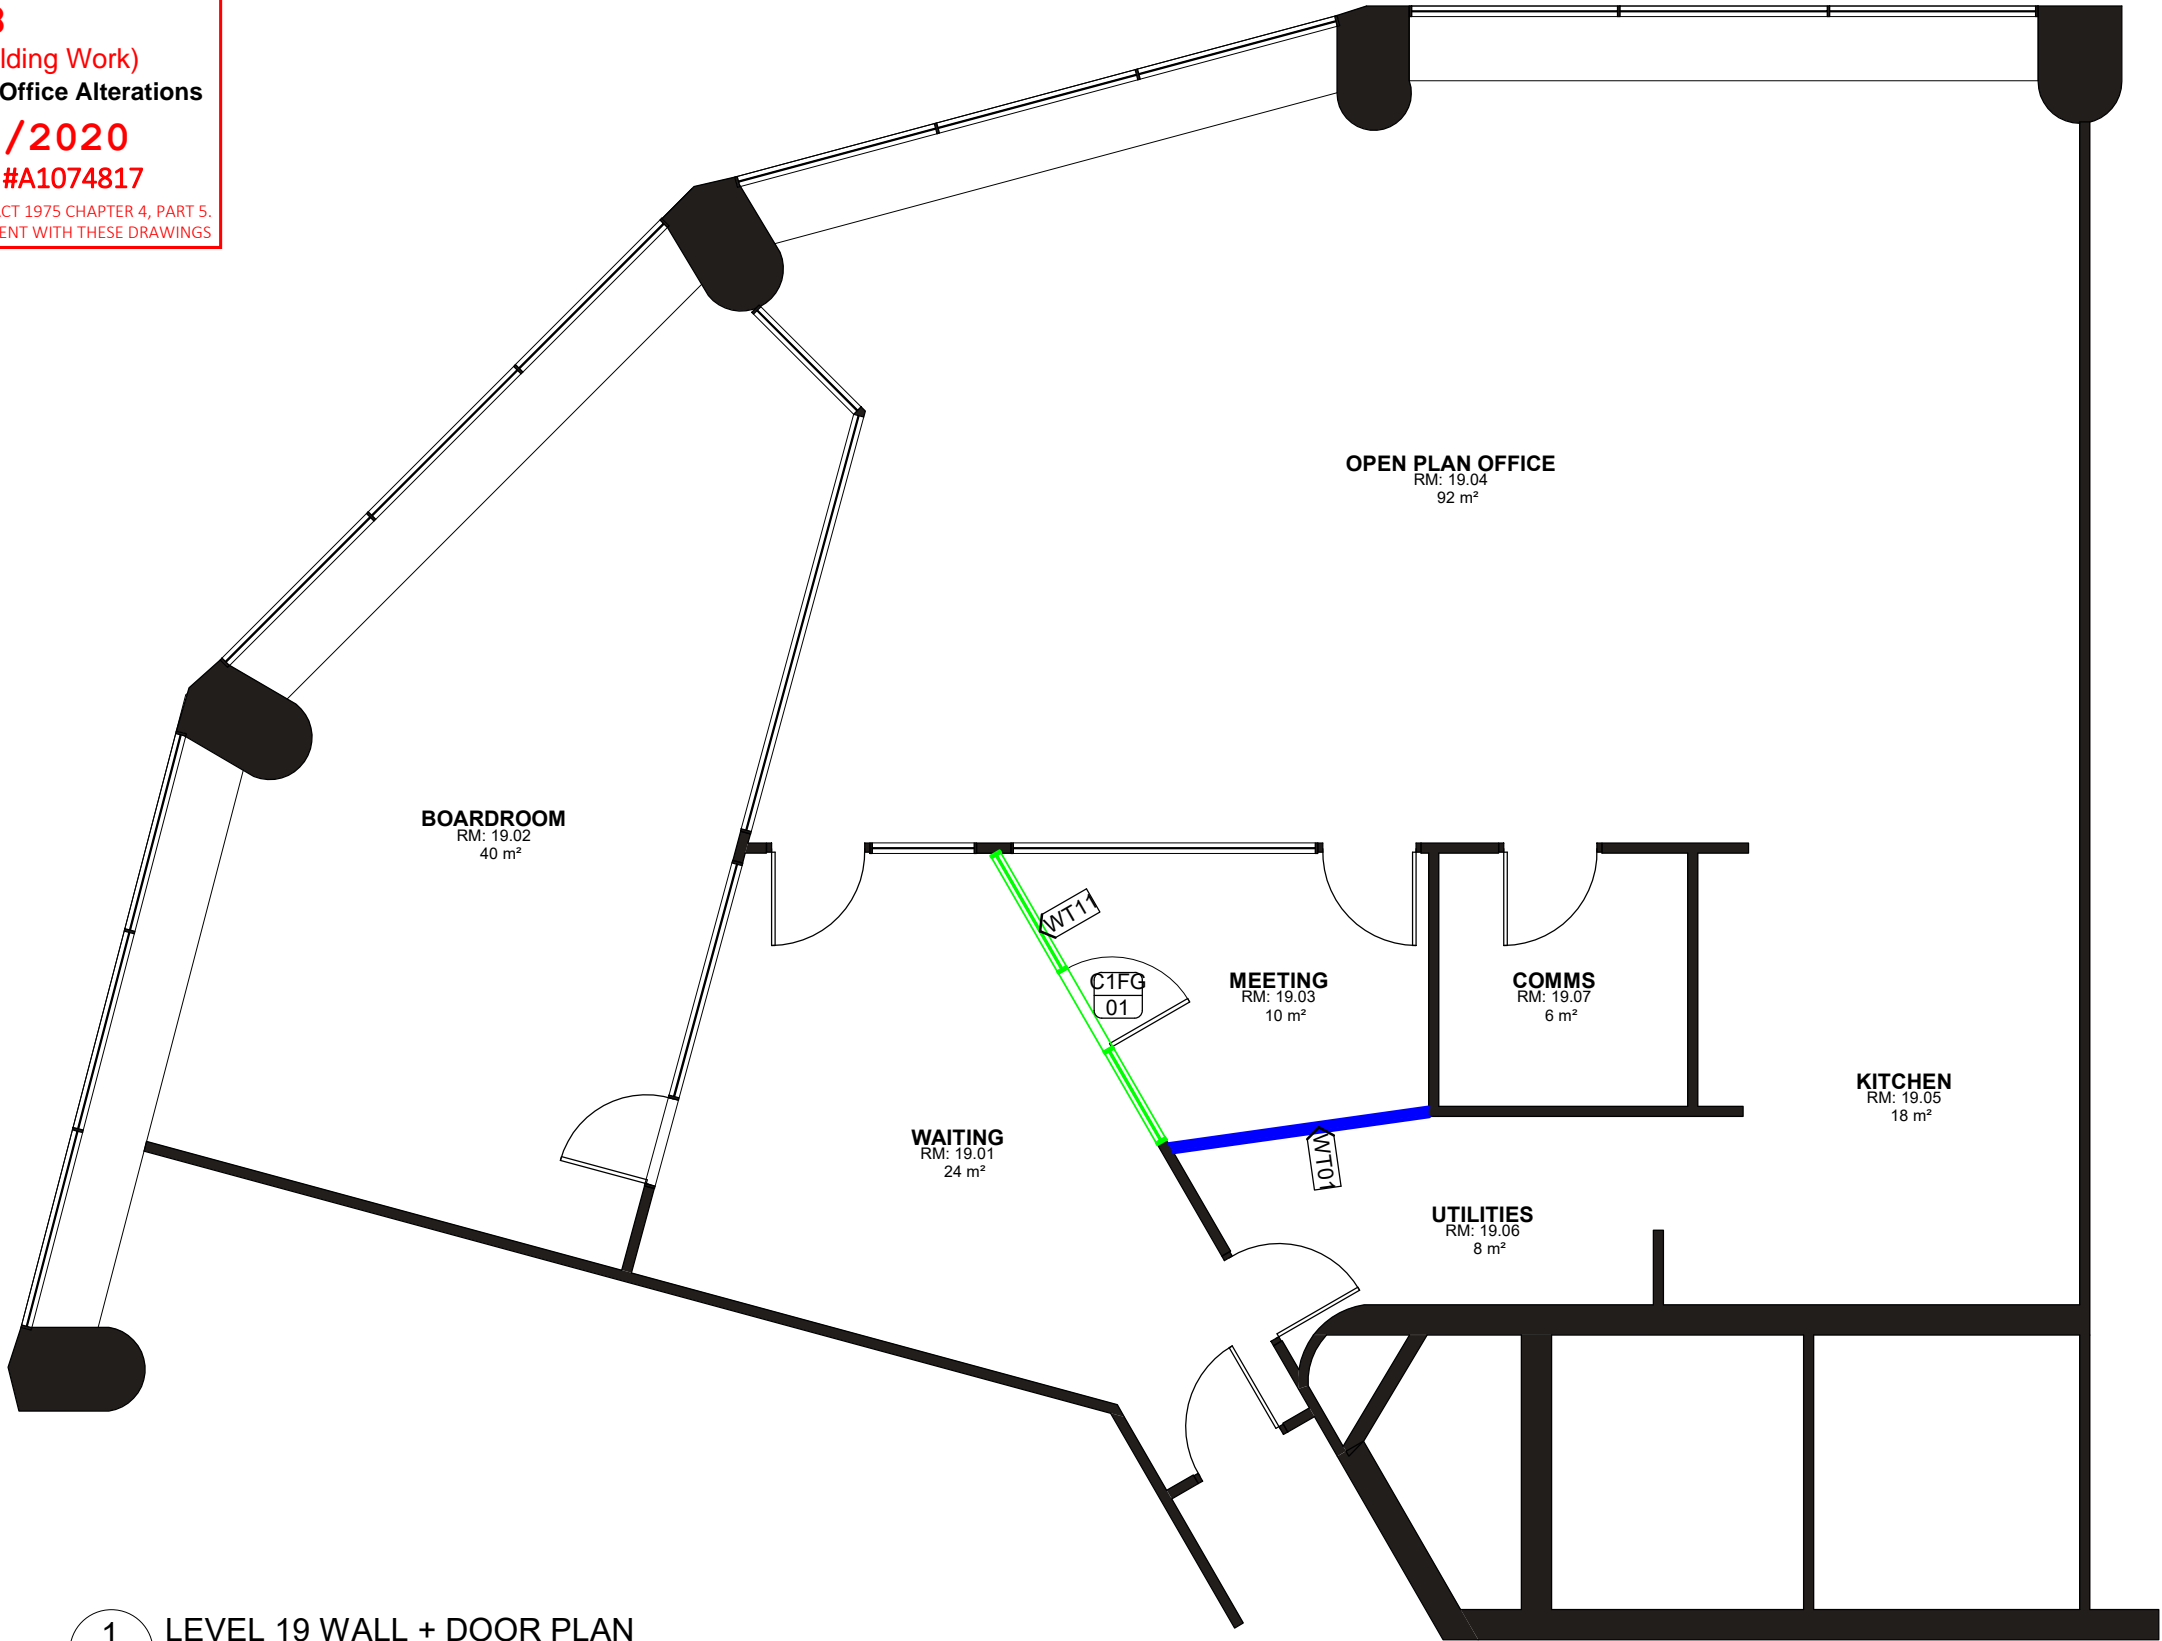 lding Work)
Office Alterations
/2020
#A1074817
ACT 1975 CHAPTER 4, PART 5.
ENT WITH THESE DRAWINGS
OPEN PLAN OFFICE
RM: 19.04
92 m²
BOARDROOM
RM: 19.02
40 m²
WT11
C1FG
01
MEETING
RM: 19.03
10 m²
COMMS
RM: 19.07
6 m²
KITCHEN
RM: 19.05
18 m²
WAITING
RM: 19.01
24 m²
WT01
UTILITIES
RM: 19.06
8 m²
1
LEVEL 19 WALL + DOOR PLAN